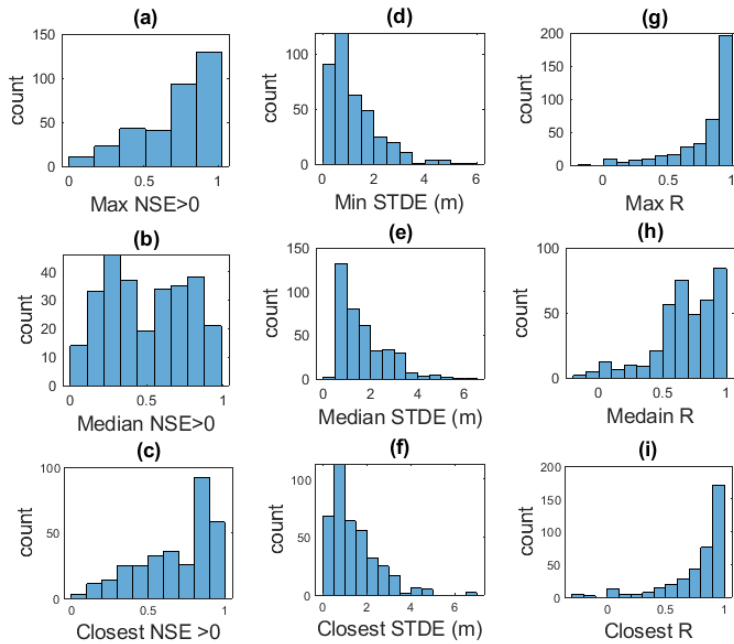 (a)
150
100
50
0
count
0 0.5 1
Max NSE>0
(d)
100
50
0
count
0 2 4 6
Min STDE (m)
(g)
200
150
100
50
0
count
0 0.5 1
Max R
(b)
40
30
20
10
0
count
0 0.5 1
Median NSE>0
(e)
150
100
50
0
count
0 2 4 6
Median STDE (m)
(h)
100
50
0
count
0 0.5 1
Medain R
(c)
100
50
0
count
0 0.5 1
Closest NSE >0
(f)
100
50
0
count
0 2 4 6
Closest STDE (m)
(i)
200
150
100
50
0
count
0 0.5 1
Closest R